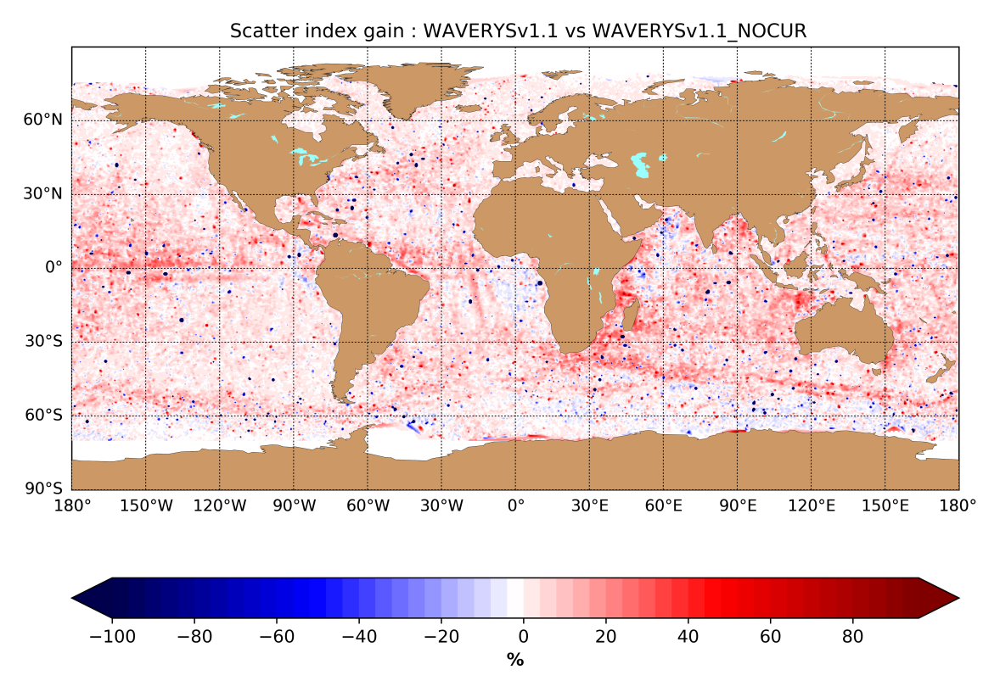 Scatter index gain : WAVERYSv1.1 vs WAVERYSv1.1_NOCUR
60°N
30°N
0°
30°S
60°S
90°S
180° 150°W 120°W 90°W 60°W 30°W 0° 30°E 60°E 90°E 120°E 150°E 180°
−100 −80 −60 −40 −20 0 20 40 60 80
%